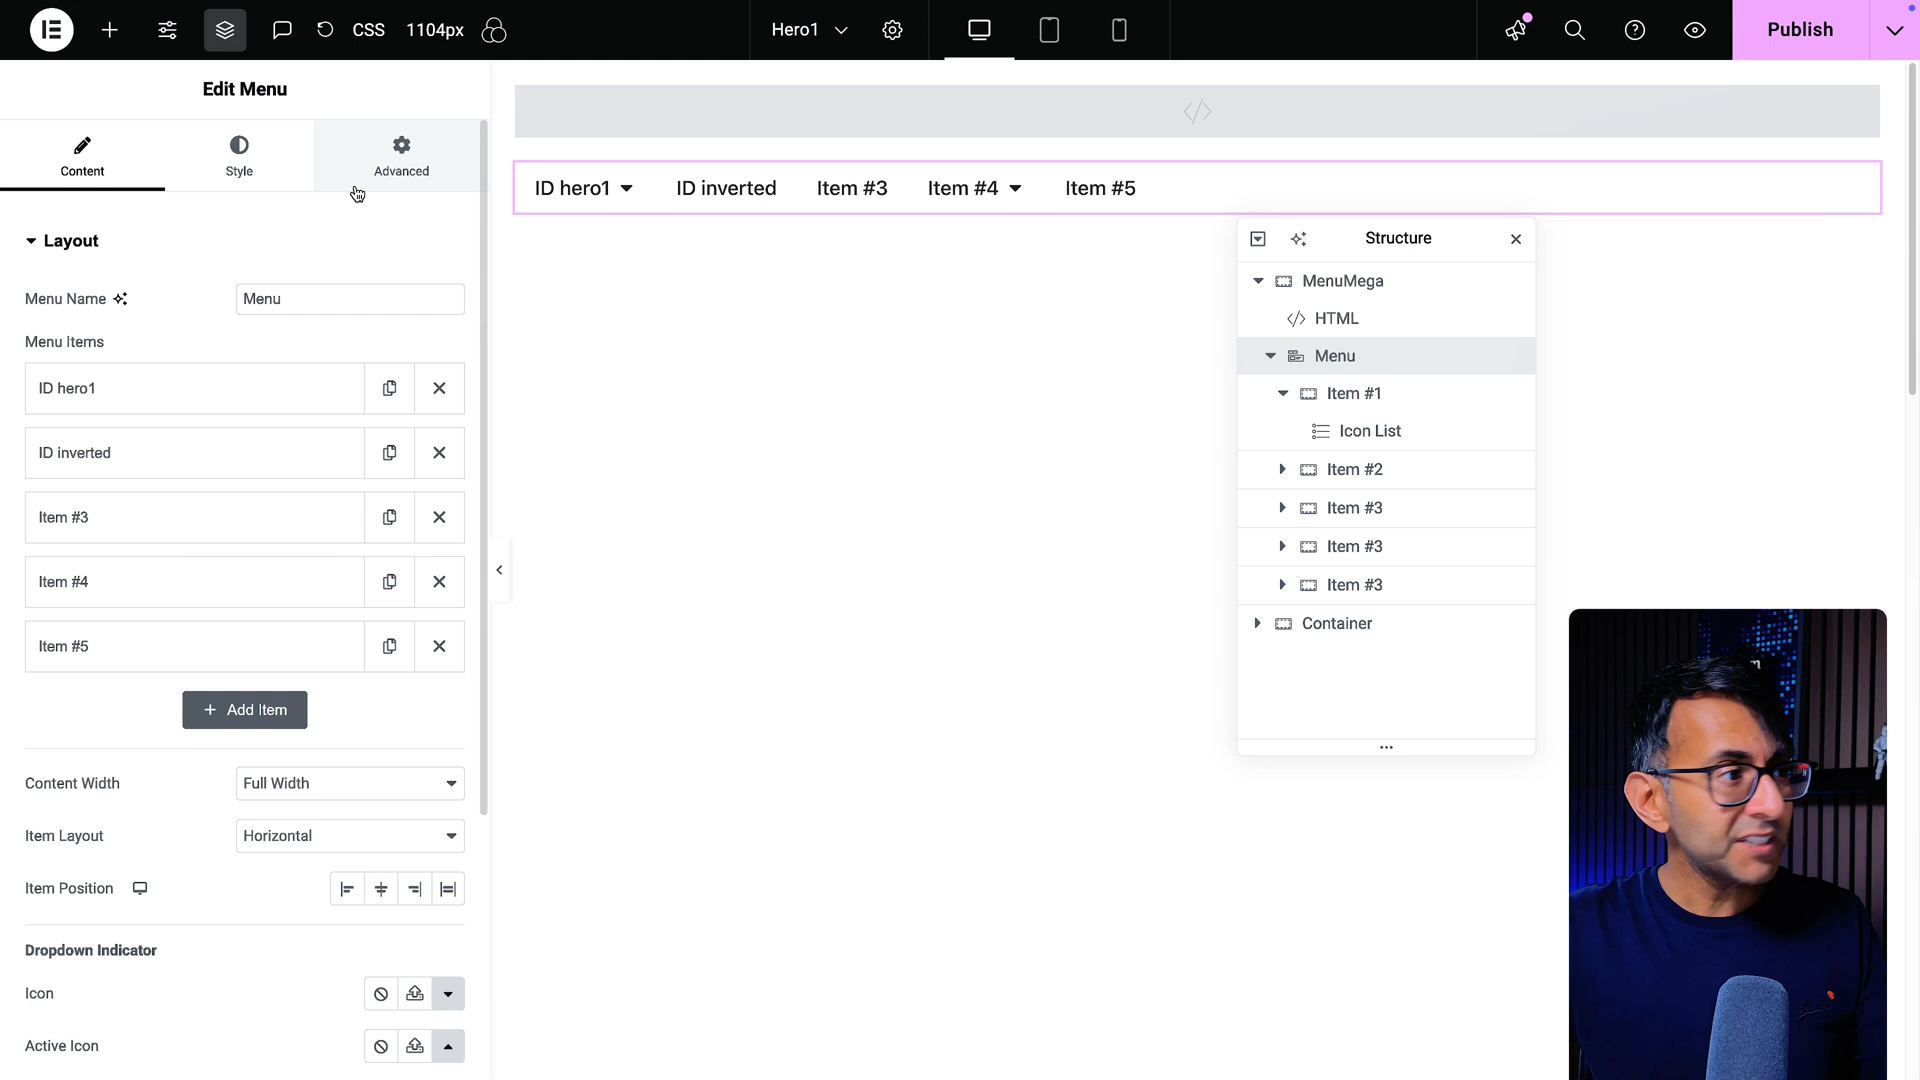 CSS
1104px
Hero1
Publish
Edit Menu
Content
Style
Advanced
Layout
Menu Name
Menu
Menu Items
ID hero1
ID inverted
Item #3
Item #4
Item #5
+ Add Item
Content Width
Full Width
Item Layout
Horizontal
Item Position
Dropdown Indicator
Icon
Active Icon
ID hero1
ID inverted
Item #3
Item #4
Item #5
Structure
MenuMega
HTML
Menu
Item #1
Icon List
Item #2
Item #3
Item #3
Item #3
Container